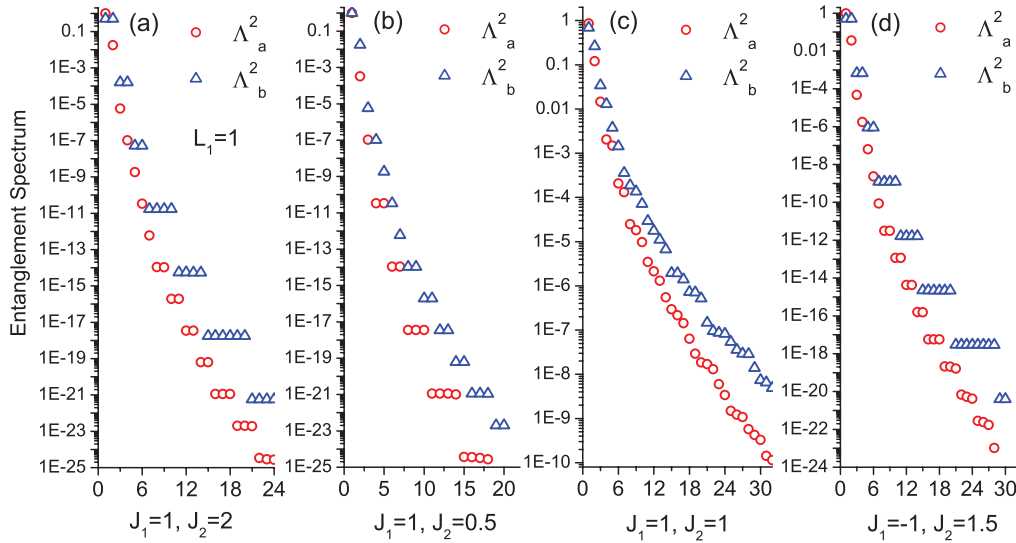 Entanglement Spectrum
(a)
Λ²ₐ
Λ²_b
L₁=1
0.1
1E-3
1E-5
1E-7
1E-9
1E-11
1E-13
1E-15
1E-17
1E-19
1E-21
1E-23
1E-25
0 6 12 18 24
J₁=1, J₂=2
(b)
Λ²ₐ
Λ²_b
0.1
1E-3
1E-5
1E-7
1E-9
1E-11
1E-13
1E-15
1E-17
1E-19
1E-21
1E-23
1E-25
0 5 10 15 20
J₁=1, J₂=0.5
(c)
Λ²ₐ
Λ²_b
1
0.1
0.01
1E-3
1E-4
1E-5
1E-6
1E-7
1E-8
1E-9
1E-10
0 6 12 18 24 30
J₁=1, J₂=1
(d)
Λ²ₐ
Λ²_b
1
0.01
1E-4
1E-6
1E-8
1E-10
1E-12
1E-14
1E-16
1E-18
1E-20
1E-22
1E-24
0 6 12 18 24 30
J₁=-1, J₂=1.5